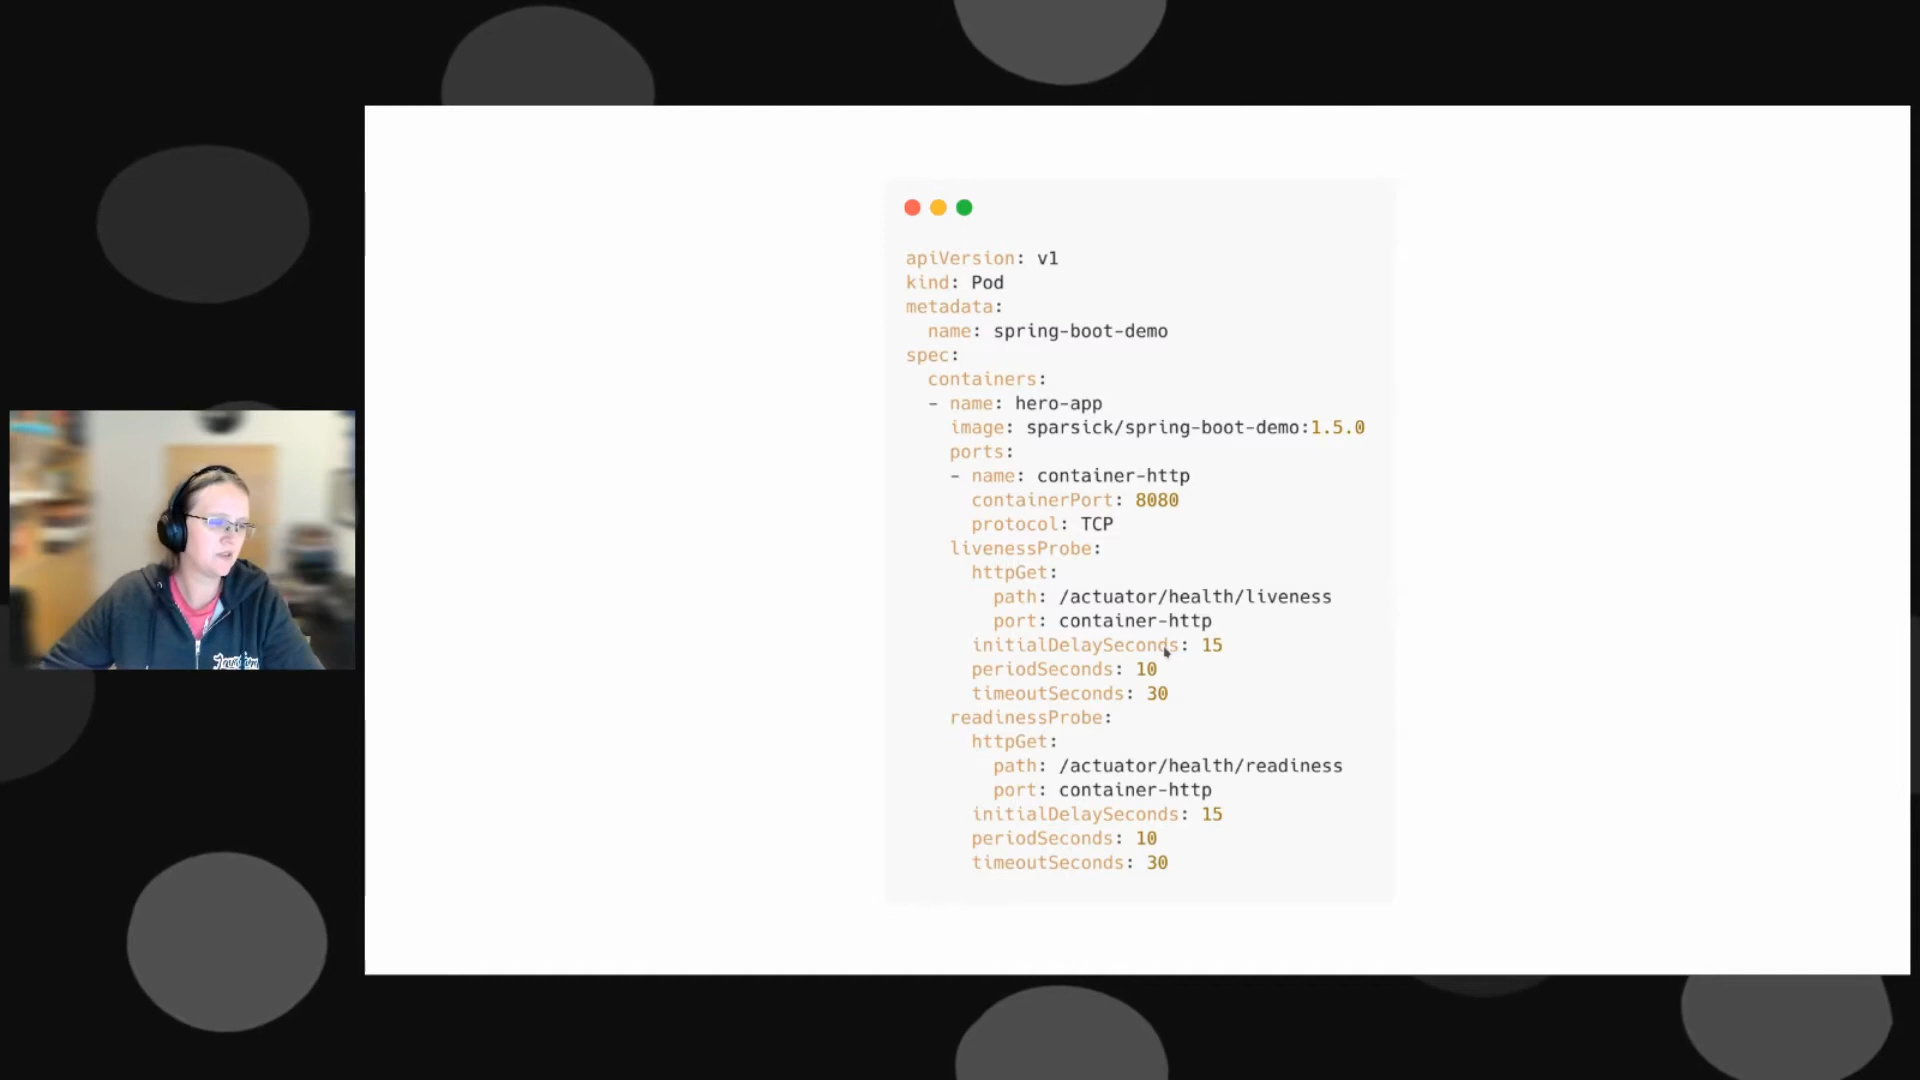 apiVersion: v1
kind: Pod
metadata:
  name: spring-boot-demo
spec:
  containers:
  - name: hero-app
    image: sparsick/spring-boot-demo:1.5.0
    ports:
    - name: container-http
      containerPort: 8080
      protocol: TCP
    livenessProbe:
      httpGet:
        path: /actuator/health/liveness
        port: container-http
      initialDelaySeconds: 15
      periodSeconds: 10
      timeoutSeconds: 30
    readinessProbe:
      httpGet:
        path: /actuator/health/readiness
        port: container-http
      initialDelaySeconds: 15
      periodSeconds: 10
      timeoutSeconds: 30